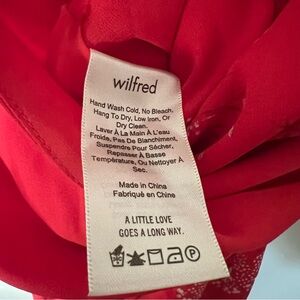 wilfred
Hand Wash Cold, No Bleach,
Hang To Dry, Low Iron, Or
Dry Clean.
Laver À La Main À L'eau
Froide, Pas De Blanchiment,
Suspendre Pour Sécher,
Repasser À Basse
Température, Ou Nettoyer À
Sec.
Made in China
Fabriqué en Chine
A LITTLE LOVE
GOES A LONG WAY.
P